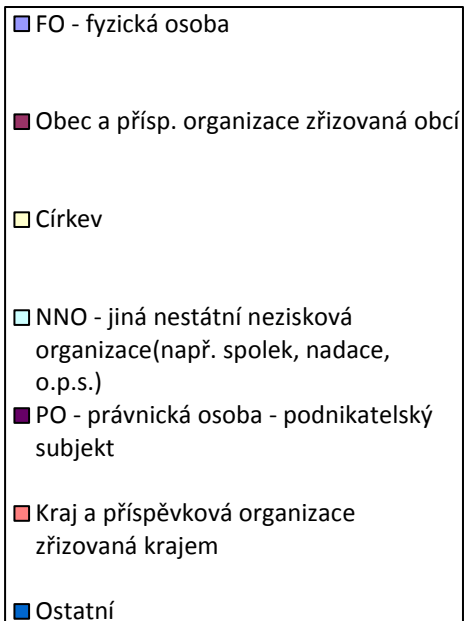 FO - fyzická osoba
Obec a přísp. organizace zřizovaná obcí
Církev
NNO - jiná nestátní nezisková
organizace(např. spolek, nadace,
o.p.s.)
PO - právnická osoba - podnikatelský
subjekt
Kraj a příspěvková organizace
zřizovaná krajem
Ostatní